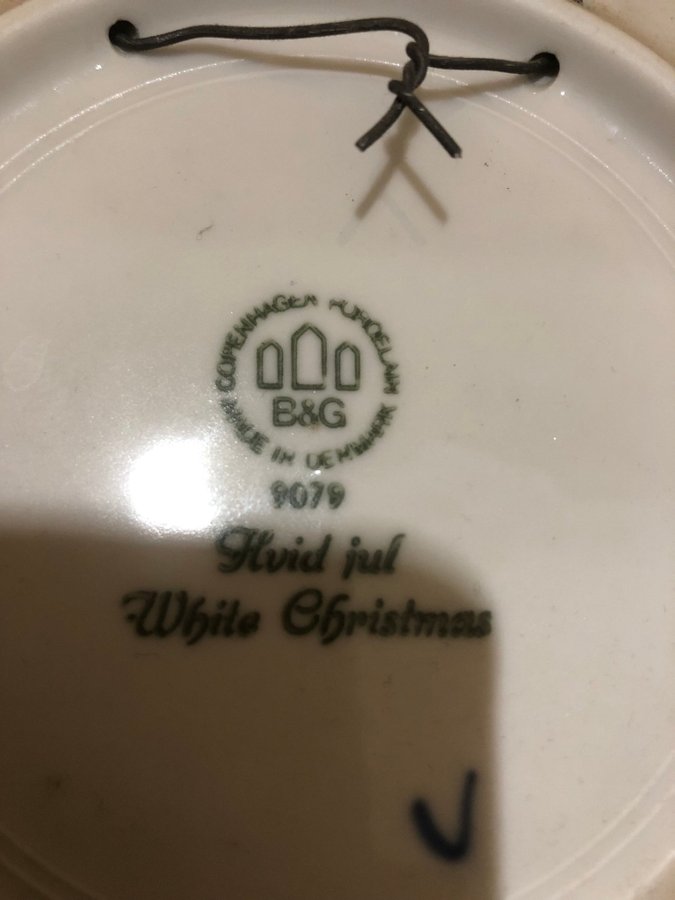 COPENHAGEN PORCELAIN
B&G
MADE IN DENMARK
9079
Hvid jul
White Christmas
V